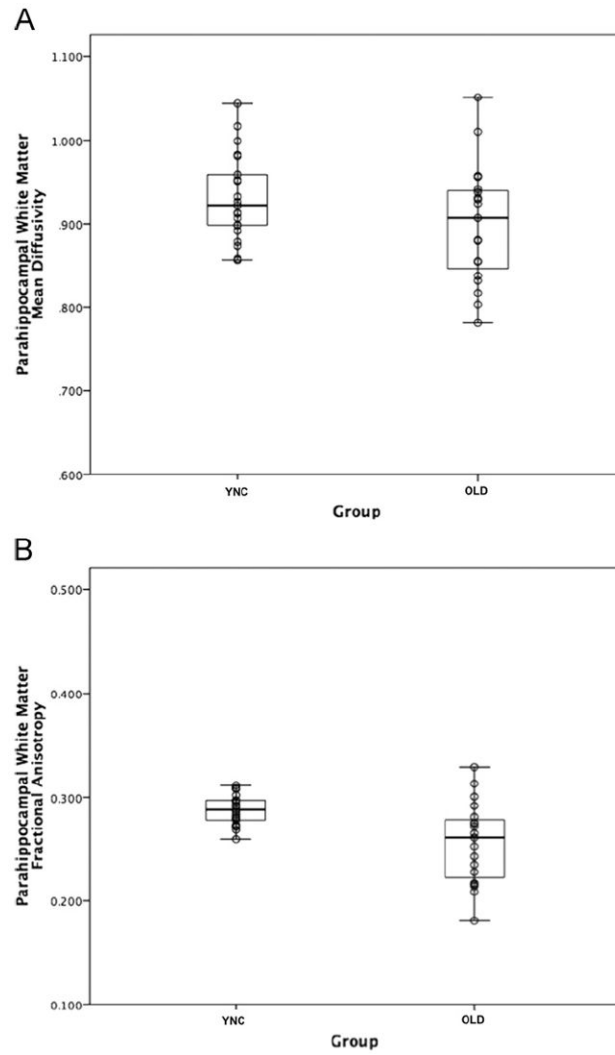 A
Parahippocampal White Matter
Mean Diffusivity
1.100
1.000
.900
.800
.700
.600
YNC
OLD
Group
B
Parahippocampal White Matter
Fractional Anisotropy
0.500
0.400
0.300
0.200
0.100
YNC
OLD
Group